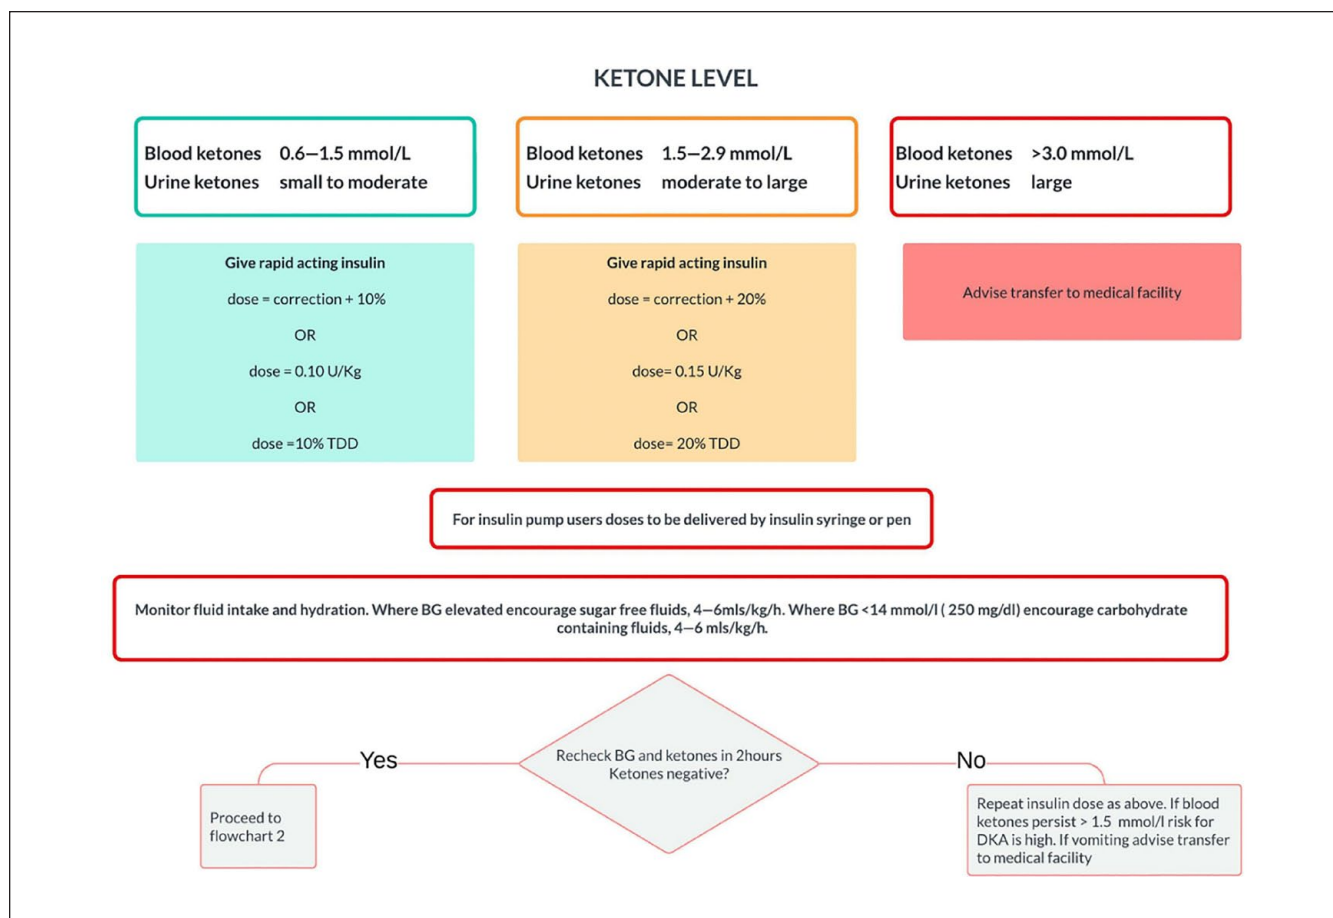 KETONE LEVEL
Blood ketones 0.6—1.5 mmol/L
Urine ketones small to moderate
Blood ketones 1.5—2.9 mmol/L
Urine ketones moderate to large
Blood ketones >3.0 mmol/L
Urine ketones large
Give rapid acting insulin
dose = correction + 10%
OR
dose = 0.10 U/Kg
OR
dose =10% TDD
Give rapid acting insulin
dose = correction + 20%
OR
dose= 0.15 U/Kg
OR
dose= 20% TDD
Advise transfer to medical facility
For insulin pump users doses to be delivered by insulin syringe or pen
Monitor fluid intake and hydration. Where BG elevated encourage sugar free fluids, 4—6mls/kg/h. Where BG <14 mmol/l ( 250 mg/dl) encourage carbohydrate
containing fluids, 4—6 mls/kg/h.
Recheck BG and ketones in 2hours
Ketones negative?
Yes
Proceed to
flowchart 2
No
Repeat insulin dose as above. If blood
ketones persist > 1.5 mmol/l risk for
DKA is high. If vomiting advise transfer
to medical facility